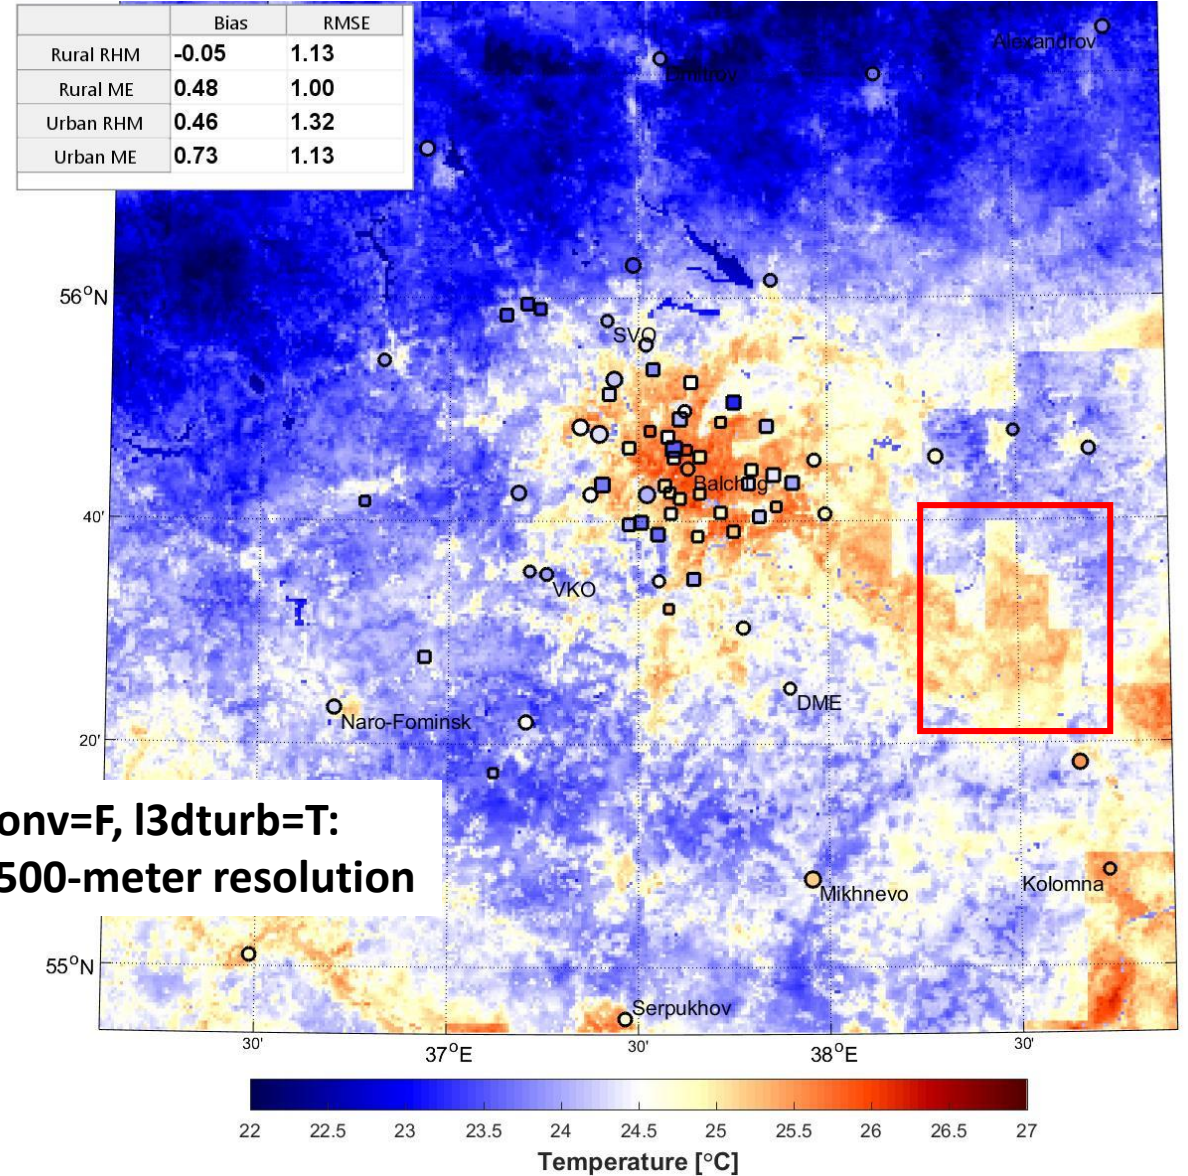 Bias RMSE
Rural RHM -0.05 1.13
Rural ME 0.48 1.00
Urban RHM 0.46 1.32
Urban ME 0.73 1.13
Alexandrov
Dmitrov
56°N
SVO
Balchug
40'
VKO
DME
Naro-Fominsk
20'
onv=F, l3dturb=T:
500-meter resolution
Kolomna
Mikhnevo
55°N
Serpukhov
30' 37°E 30' 38°E 30'
22 22.5 23 23.5 24 24.5 25 25.5 26 26.5 27
Temperature [°C]